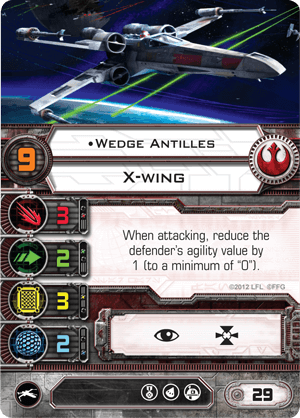 •Wedge Antilles
9
X-wing
3
When attacking, reduce the
defender's agility value by
1 (to a minimum of "0").
2
©2012 LFL ©FFG
3
2
29